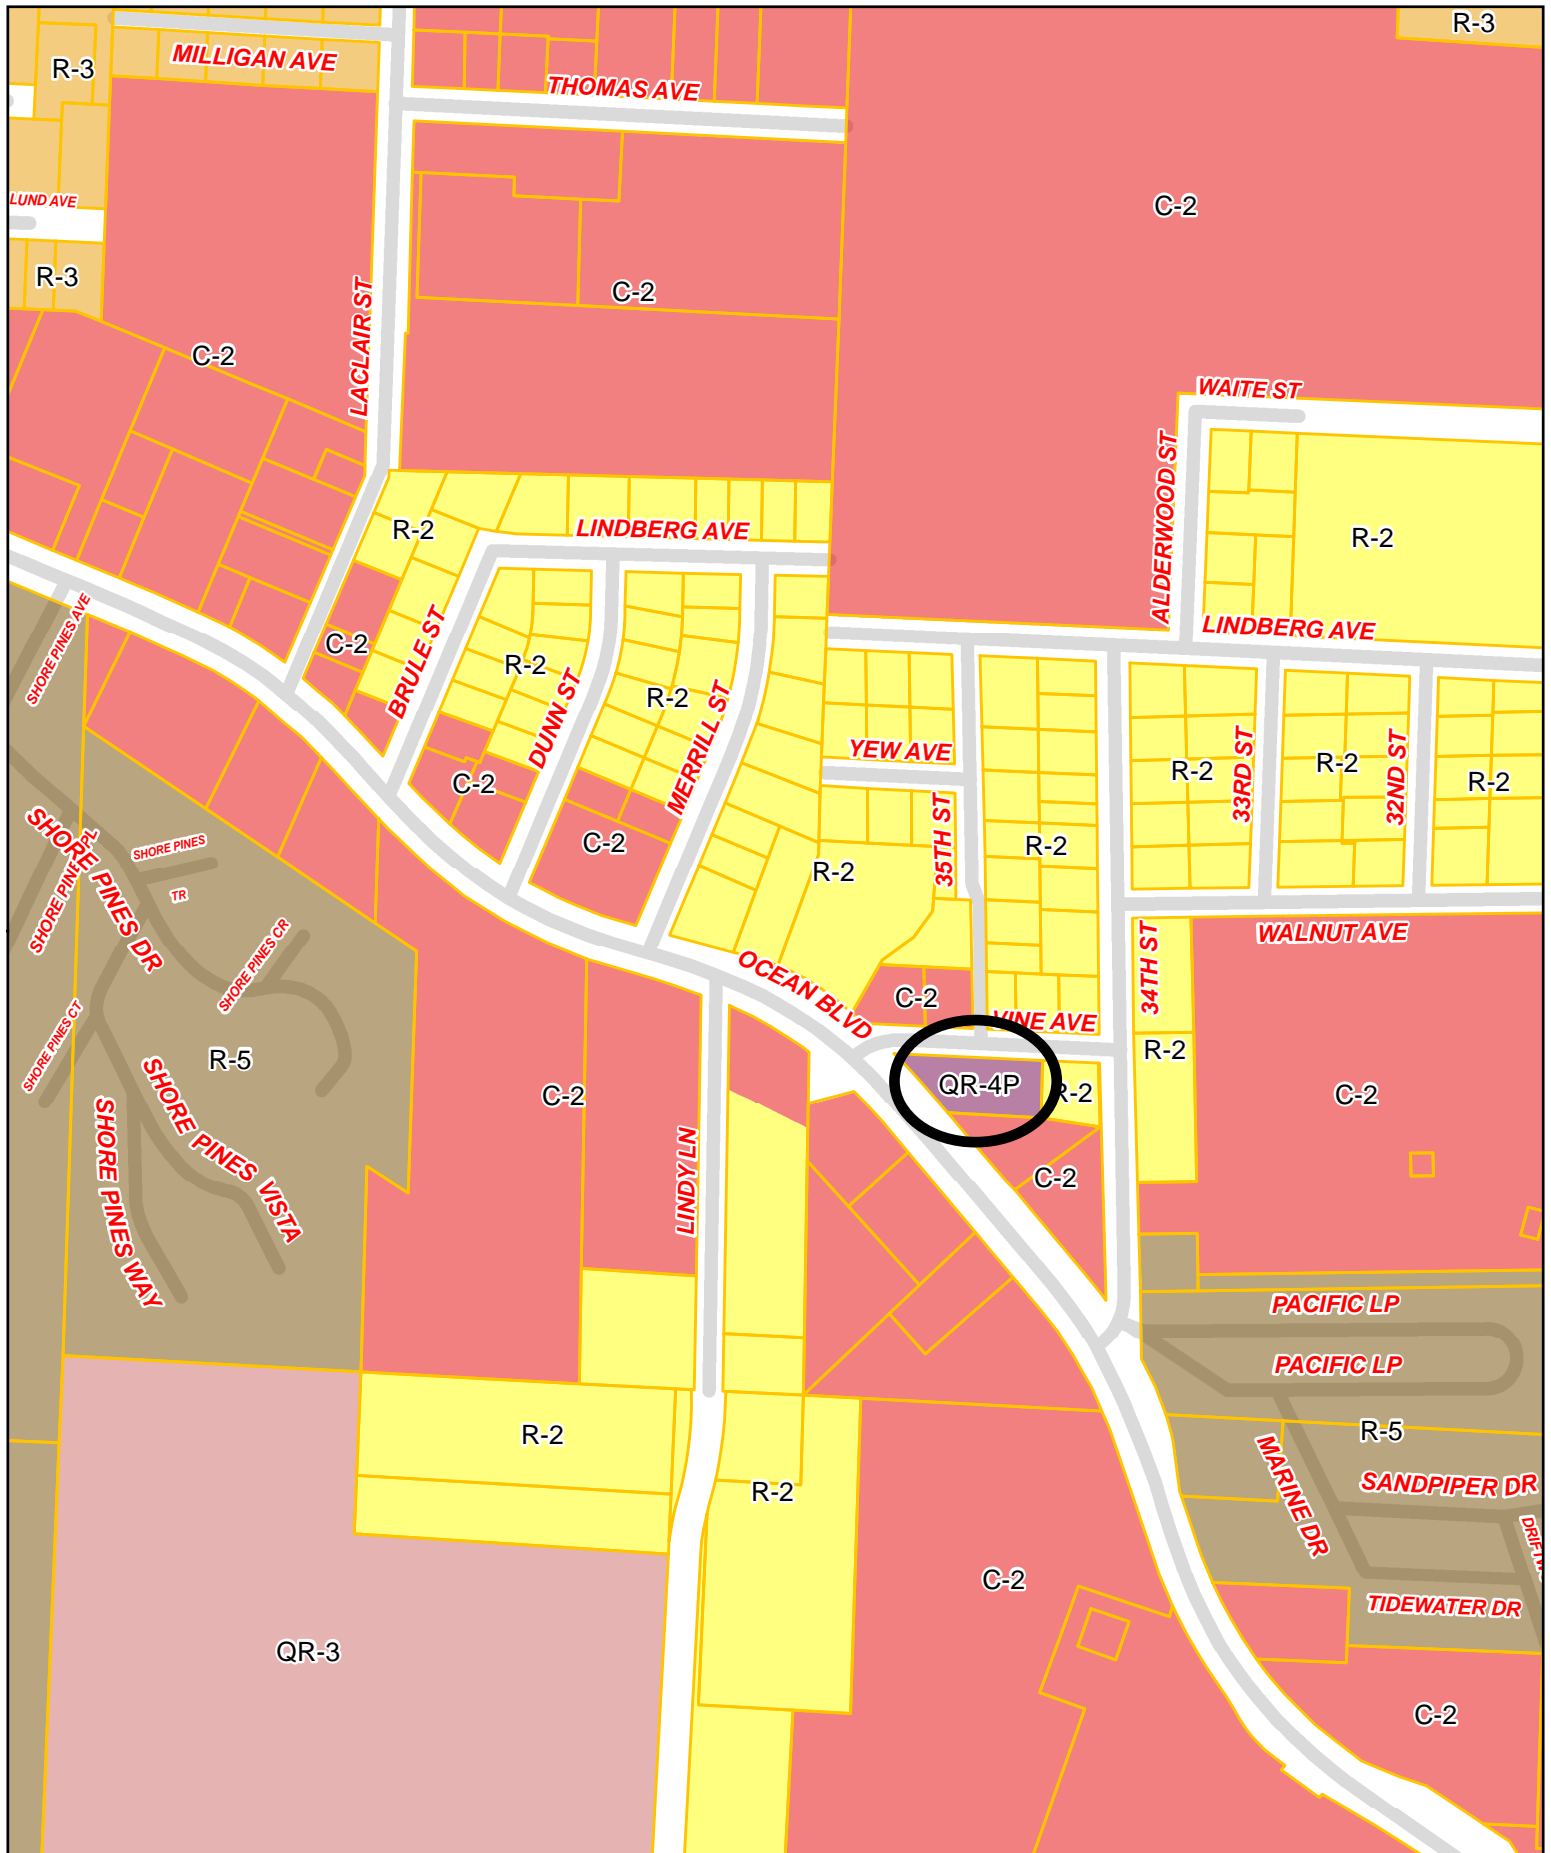 R-3
MILLIGAN AVE
R-3
THOMAS AVE
LUND AVE
C-2
R-3
C-2
LACLAIR ST
C-2
WAITE ST
ALDERWOOD ST
R-2
LINDBERG AVE
R-2
SHORE PINES AVE
C-2
BRULE ST
R-2
DUNN ST
R-2
MERRILL ST
LINDBERG AVE
YEW AVE
35TH ST
R-2
R-2
33RD ST
R-2
32ND ST
R-2
C-2
C-2
R-2
R-2
SHORE PINES DR
SHORE PINES PL
SHORE PINES
TR
SHORE PINES CR
SHORE PINES CT
R-5
OCEAN BLVD
C-2
34TH ST
WALNUT AVE
VINE AVE
R-2
QR-4P
R-2
C-2
C-2
C-2
LINDY LN
SHORE PINES VISTA
SHORE PINES WAY
PACIFIC LP
PACIFIC LP
R-5
R-2
R-2
MARINE DR
SANDPIPER DR
TIDEWATER DR
C-2
QR-3
C-2